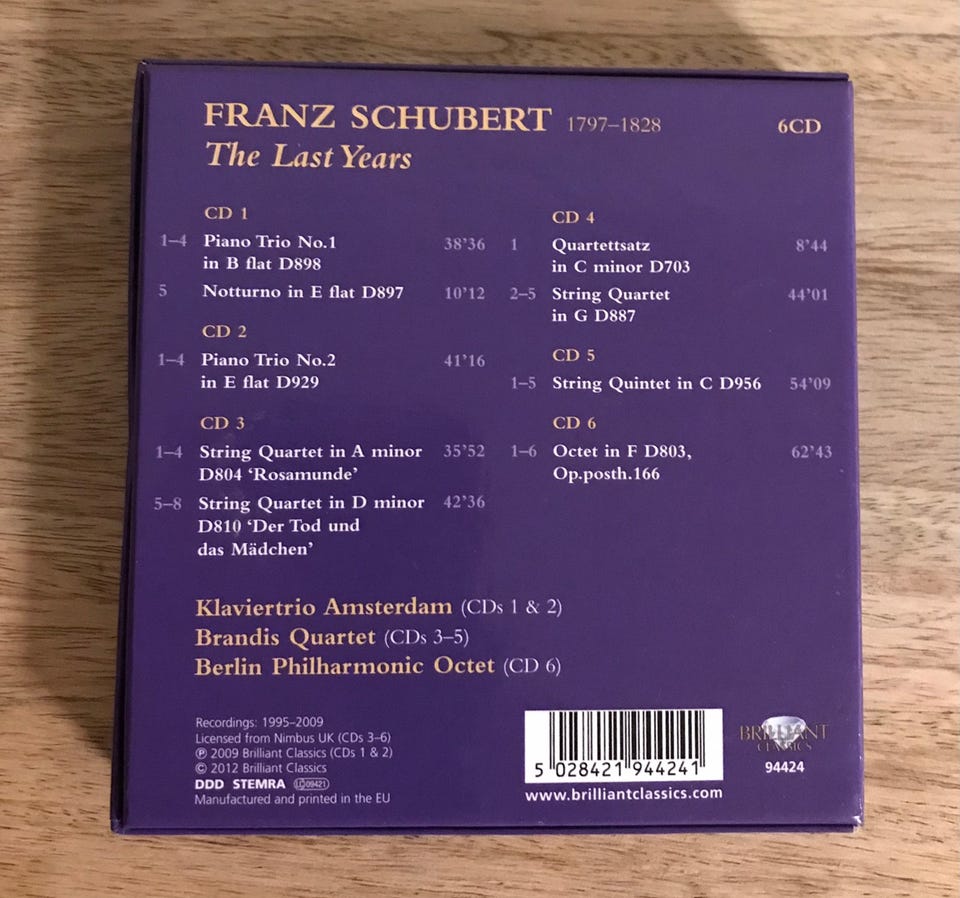 FRANZ SCHUBERT 1797–1828
6CD
The Last Years
CD 1
1–4 Piano Trio No.1 38'36
in B flat D898
5 Notturno in E flat D897 10'12
CD 2
1–4 Piano Trio No.2 41'16
in E flat D929
CD 3
1–4 String Quartet in A minor 35'52
D804 ‘Rosamunde’
5–8 String Quartet in D minor 42'36
D810 ‘Der Tod und
das Mädchen’
CD 4
1 Quartettsatz 8'44
in C minor D703
2–5 String Quartet 44'01
in G D887
CD 5
1–5 String Quintet in C D956 54'09
CD 6
1–6 Octet in F D803, 62'43
Op.posth.166
Klaviertrio Amsterdam (CDs 1 & 2)
Brandis Quartet (CDs 3–5)
Berlin Philharmonic Octet (CD 6)
Recordings: 1995–2009
Licensed from Nimbus UK (CDs 3–6)
℗ 2009 Brilliant Classics (CDs 1 & 2)
© 2012 Brilliant Classics
DDD STEMRA LC 09421
Manufactured and printed in the EU
5 028421 944241
www.brilliantclassics.com
BRILLIANT
CLASSICS
94424